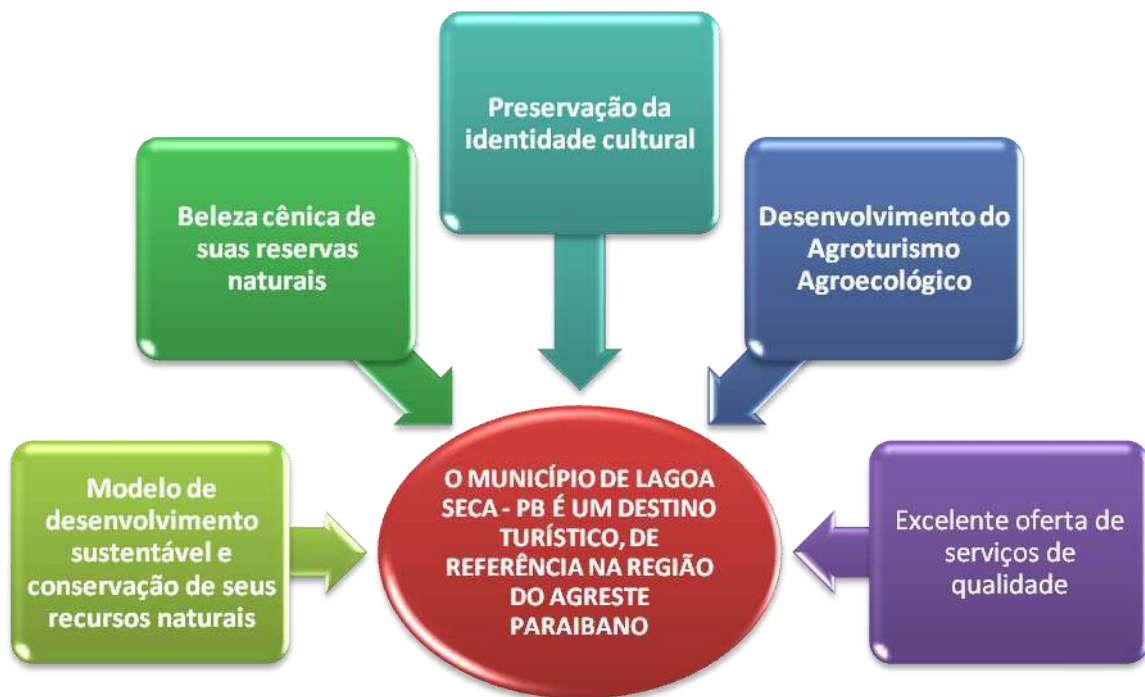 Preservação da
identidade cultural
Beleza cênica de
suas reservas
naturais
Desenvolvimento do
Agroturismo
Agroecológico
Modelo de
desenvolvimento
sustentável e
conservação de seus
recursos naturais
O MUNICÍPIO DE LAGOA
SECA - PB É UM DESTINO
TURÍSTICO, DE
REFERÊNCIA NA REGIÃO
DO AGRESTE
PARAIBANO
Excelente oferta de
serviços de
qualidade